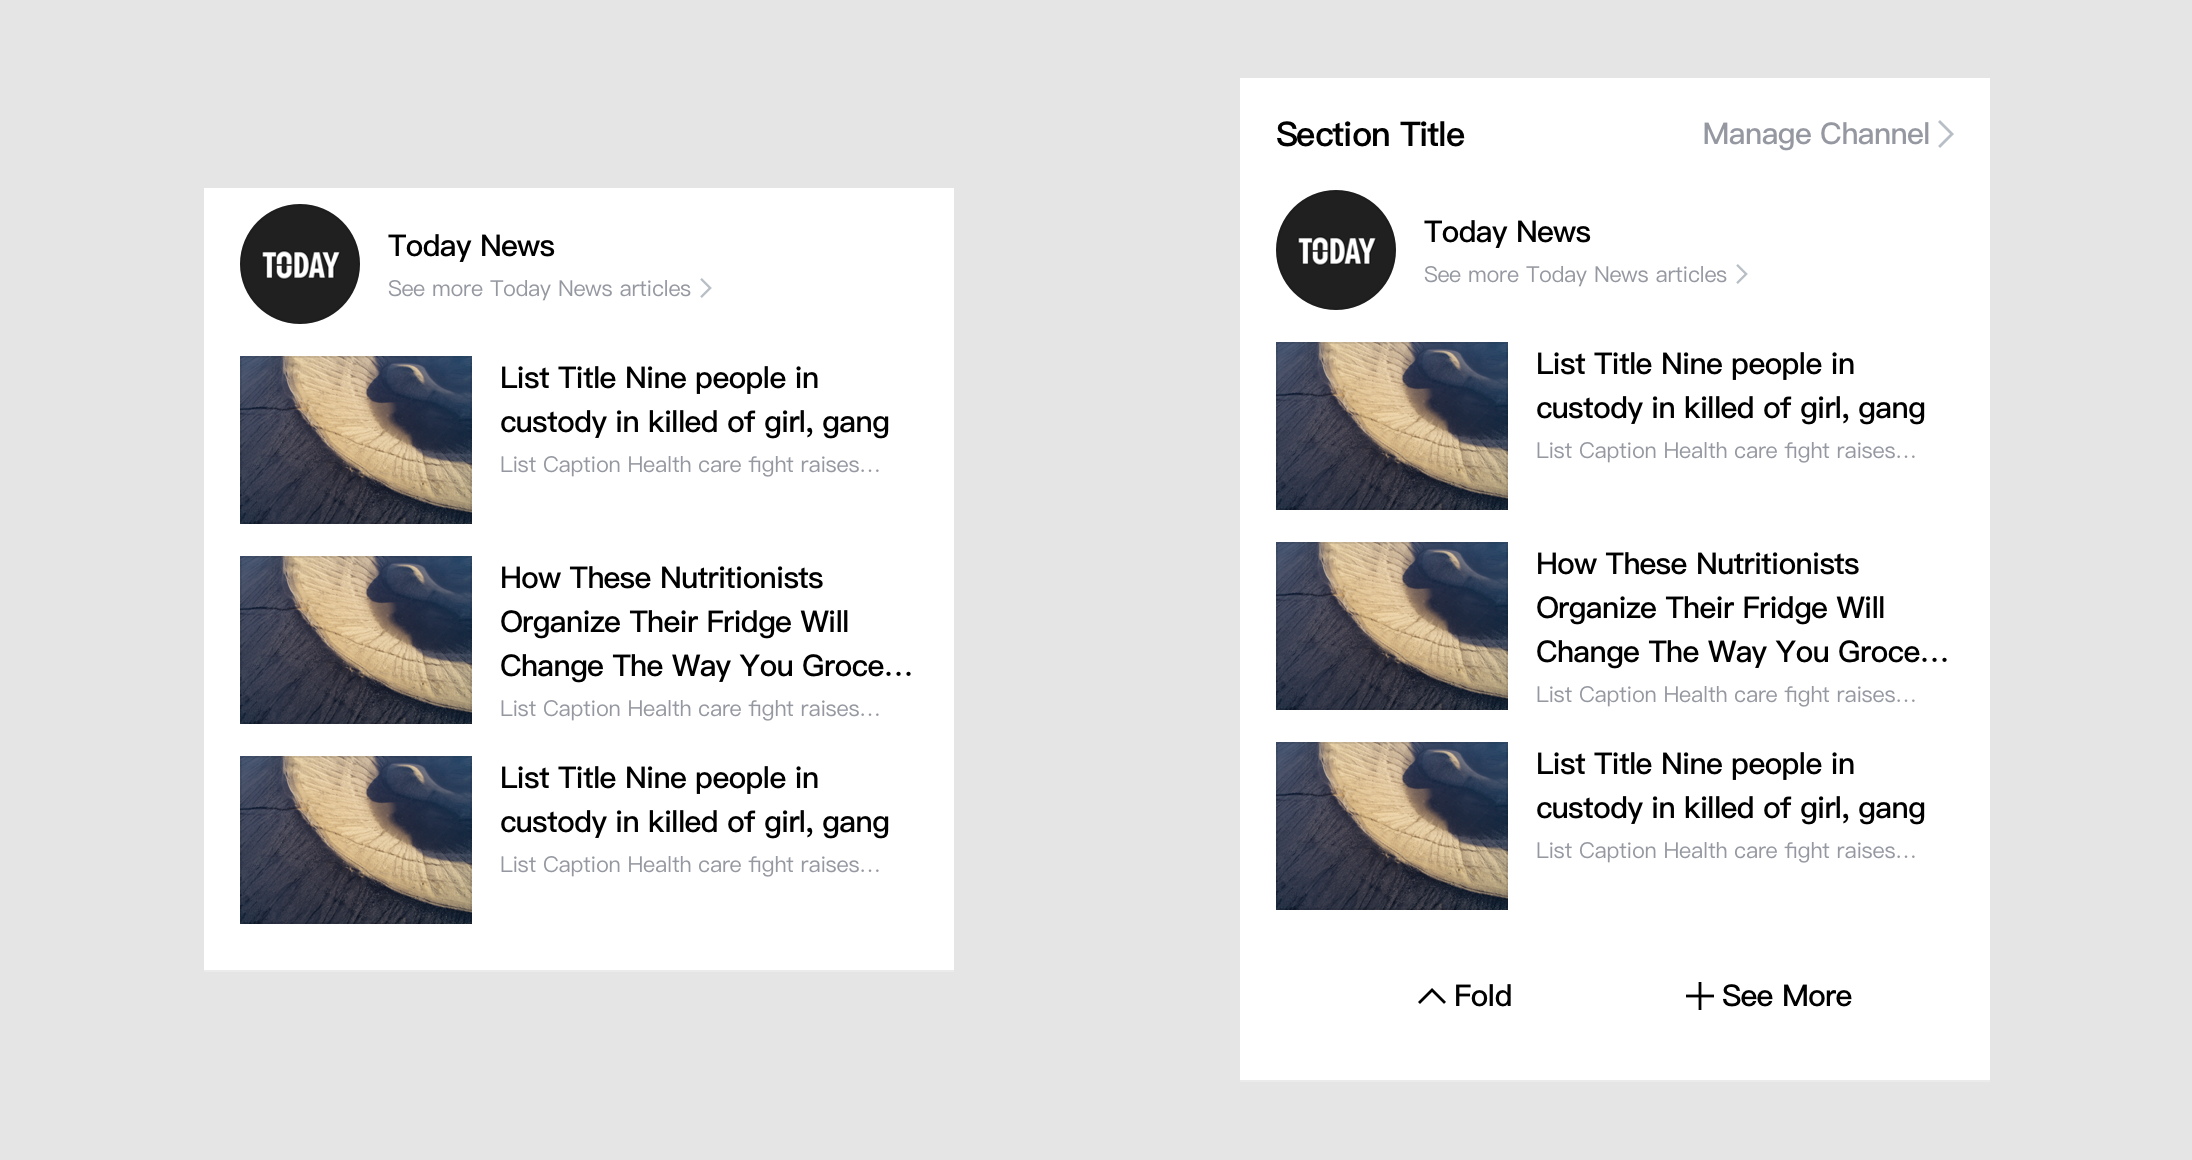 TODAY
Today News
See more Today News articles
List Title Nine people in
custody in killed of girl, gang
List Caption Health care fight raises...
How These Nutritionists
Organize Their Fridge Will
Change The Way You Groce...
List Caption Health care fight raises...
List Title Nine people in
custody in killed of girl, gang
List Caption Health care fight raises...
Section Title
Manage Channel
TODAY
Today News
See more Today News articles
List Title Nine people in
custody in killed of girl, gang
List Caption Health care fight raises...
How These Nutritionists
Organize Their Fridge Will
Change The Way You Groce...
List Caption Health care fight raises...
List Title Nine people in
custody in killed of girl, gang
List Caption Health care fight raises...
Fold
See More